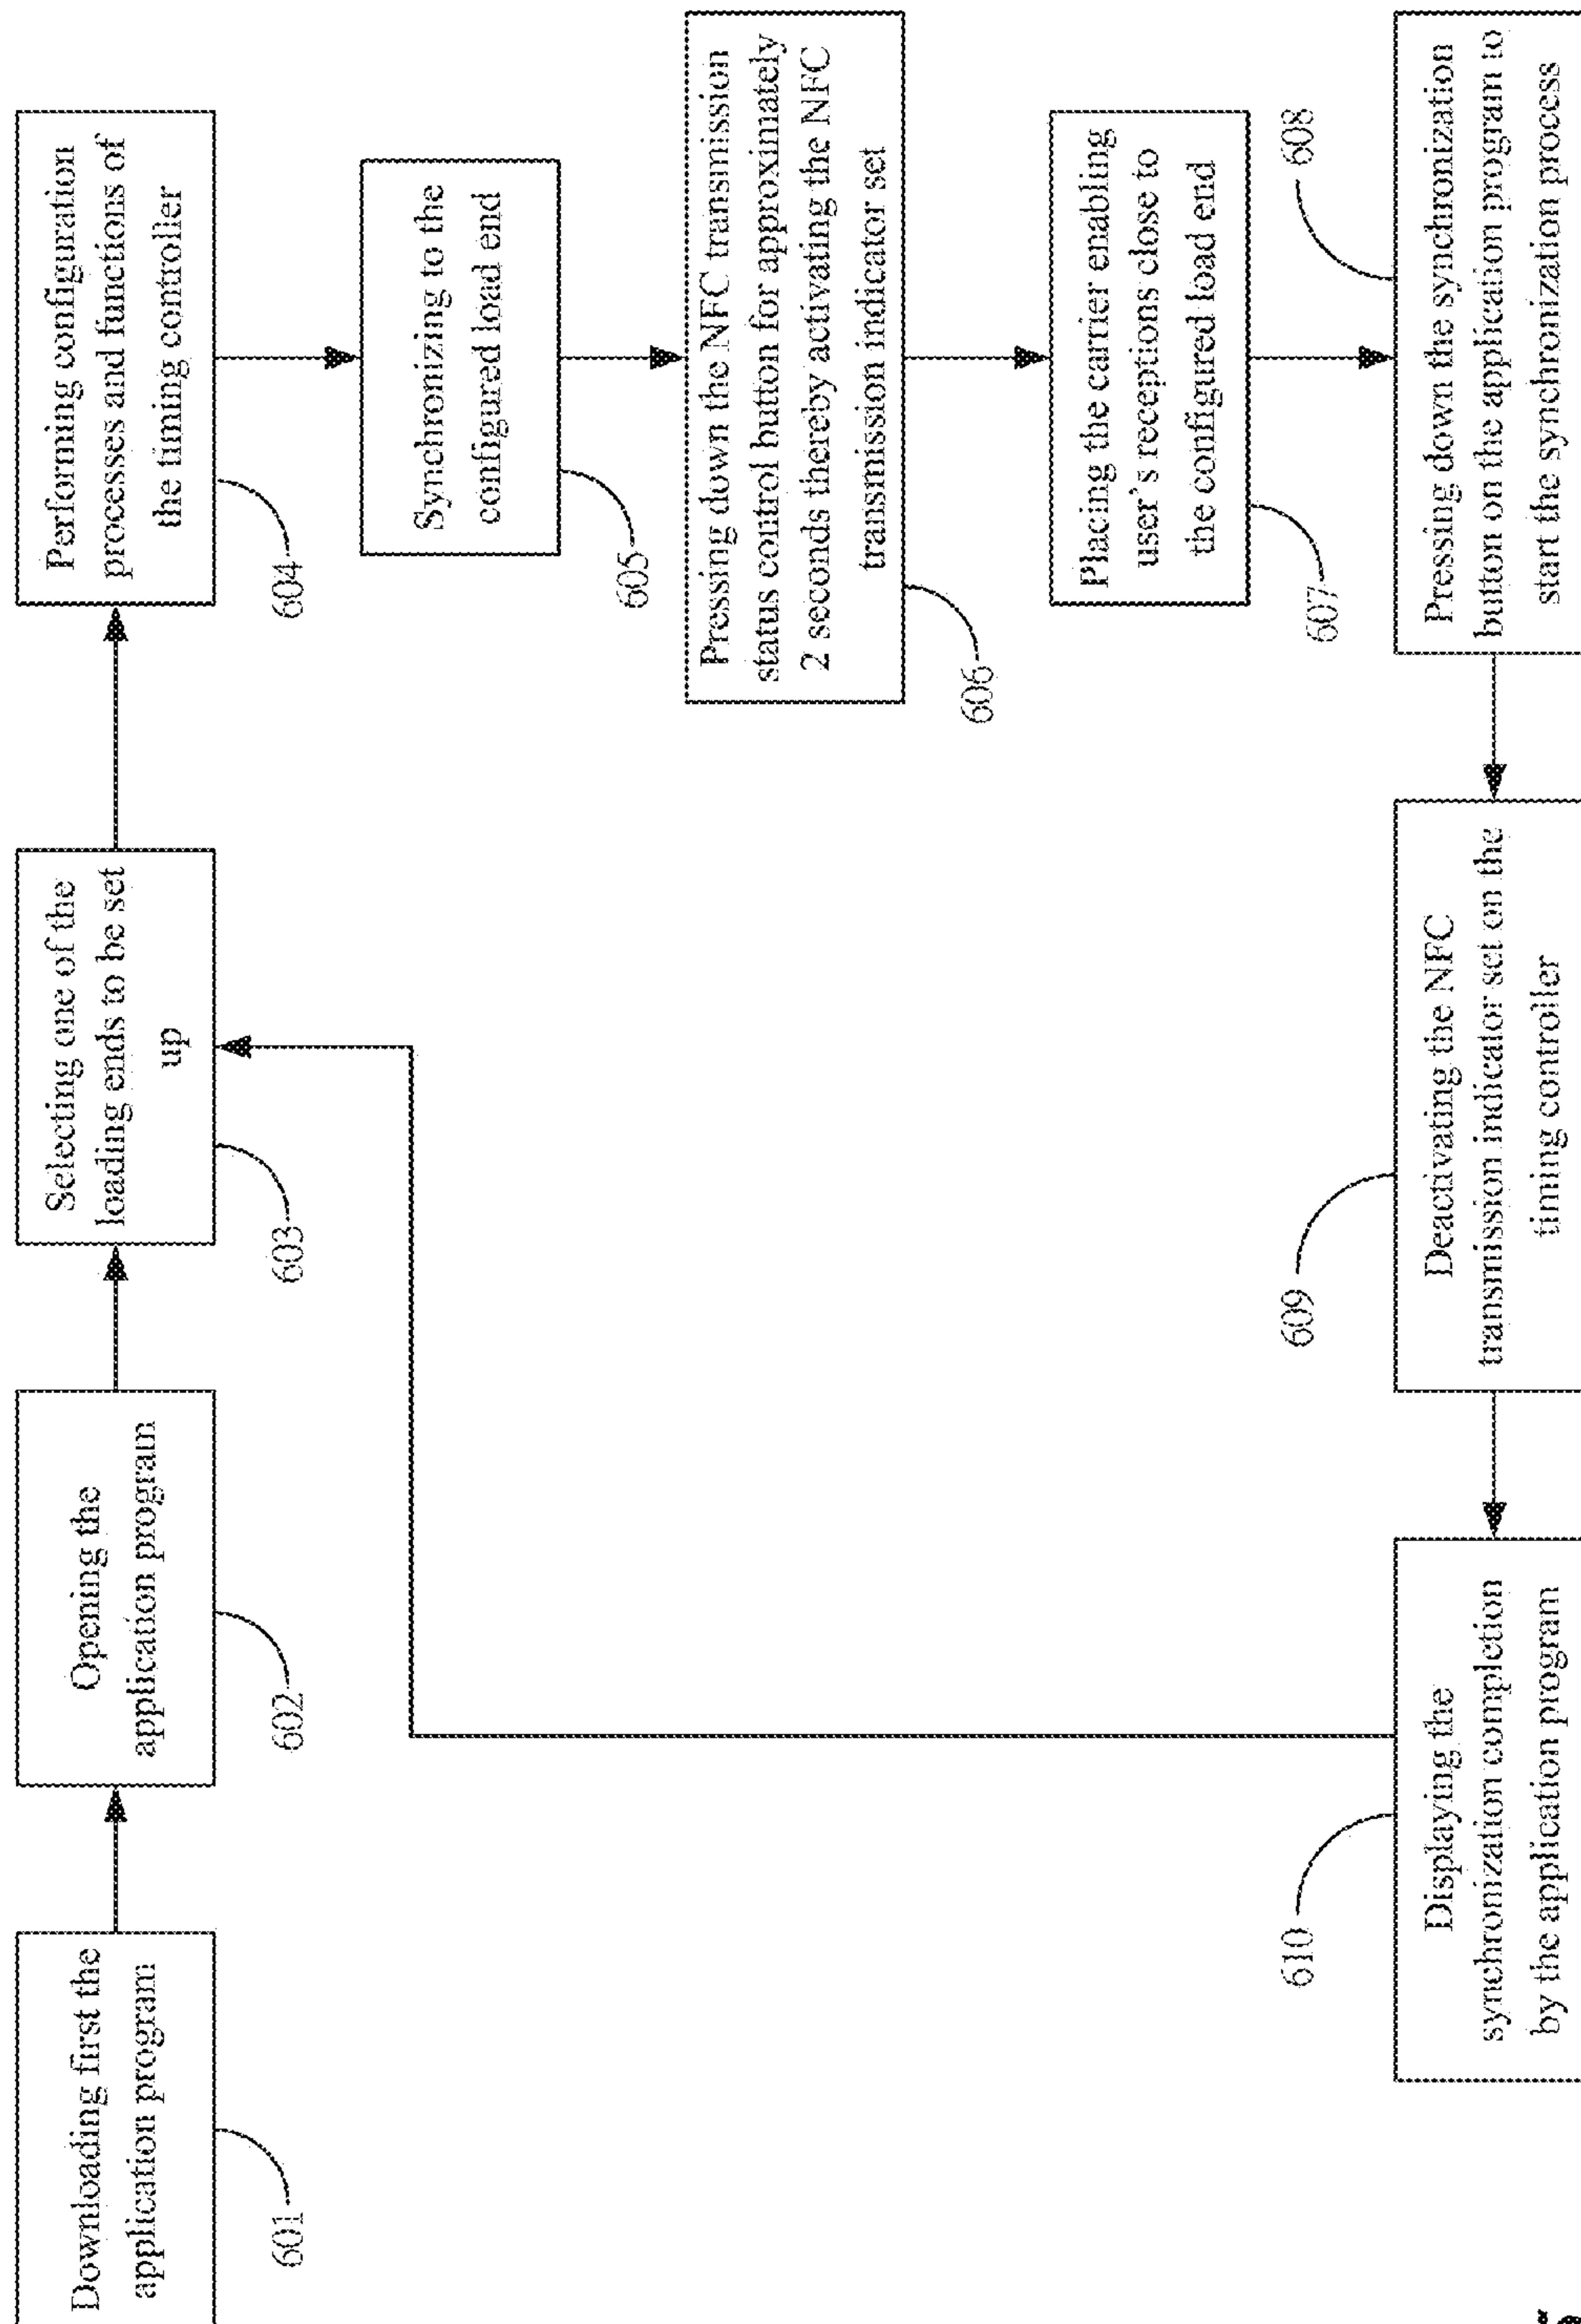 Downloading first the
application program
601
Opening the
application program
602
Selecting one of the
loading ends to be set
up
603
Performing configuration
processes and functions of
the timing controller
604
Synchronizing to the
configured load end
605
Pressing down the NFC transmission
status control button for approximately
2 seconds thereby activating the NFC
transmission indicator set
606
Placing the carrier enabling
user's receptions close to
the configured load end
607
Pressing down the synchronization
button on the application program to
start the synchronization process
608
Deactivating the NFC
transmission indicator set on the
timing controller
609
Displaying the
synchronization completion
by the application program
610